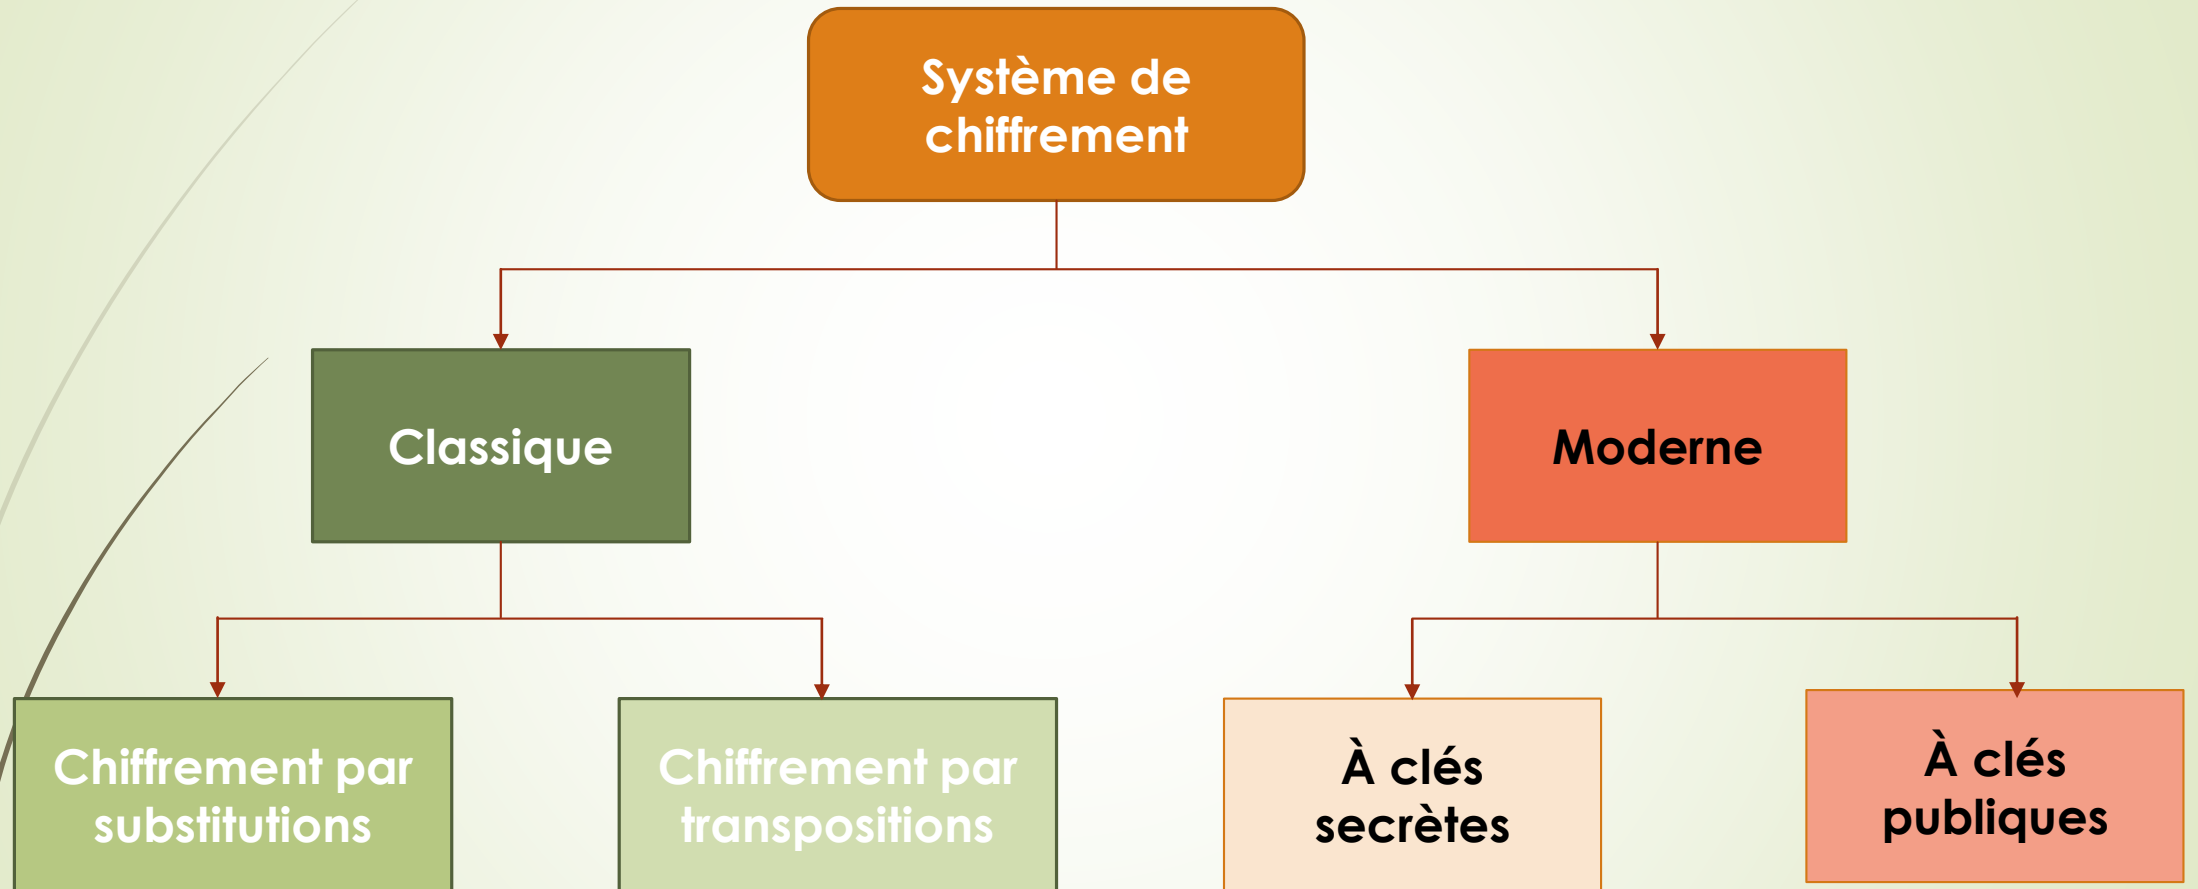 Système de
chiffrement
Classique
Moderne
Chiffrement par
substitutions
Chiffrement par
transpositions
À clés
secrètes
À clés
publiques